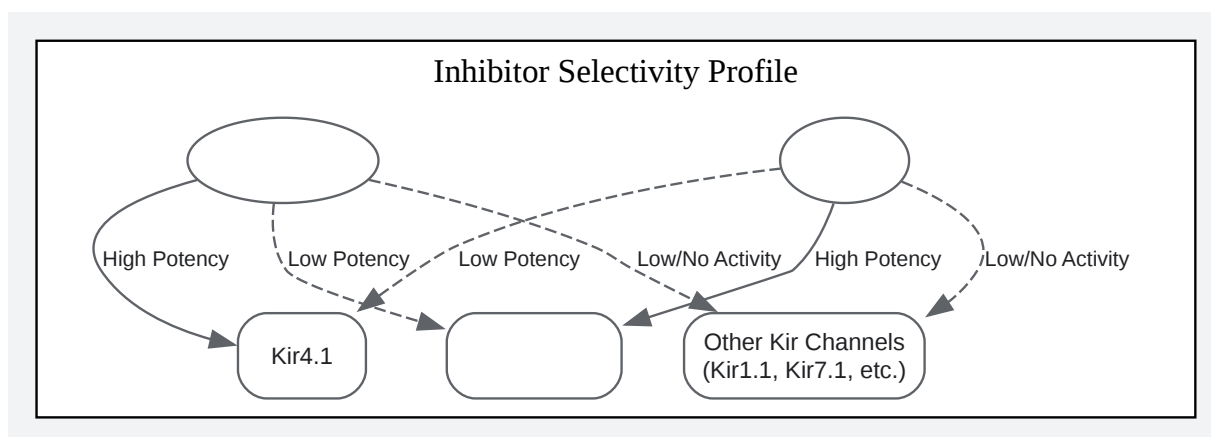 Inhibitor Selectivity Profile
High Potency
Low Potency
Low Potency
Low/No Activity
High Potency
Low/No Activity
Kir4.1
Other Kir Channels
(Kir1.1, Kir7.1, etc.)